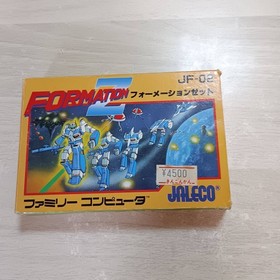 JF-02
FORMATION Z
フォーメーションゼット
¥4500
ファミリー コンピュータ
JALECO